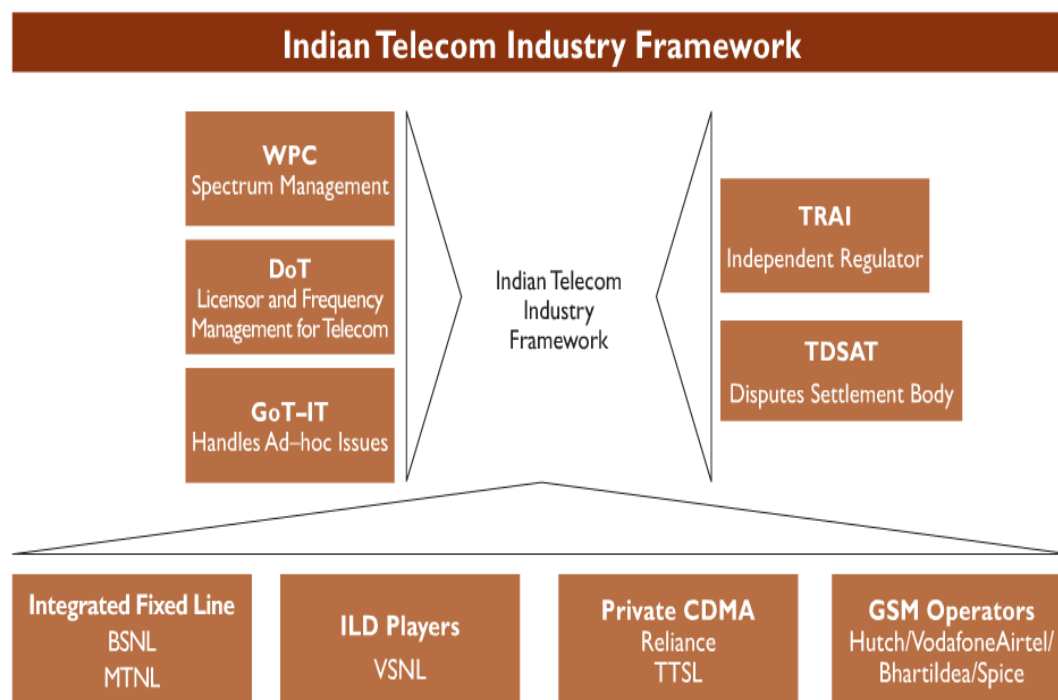 Indian Telecom Industry Framework
WPC
Spectrum Management
DoT
Licensor and Frequency
Management for Telecom
GoT–IT
Handles Ad–hoc Issues
Indian Telecom
Industry
Framework
TRAI
Independent Regulator
TDSAT
Disputes Settlement Body
Integrated Fixed Line
BSNL
MTNL
ILD Players
VSNL
Private CDMA
Reliance
TTSL
GSM Operators
Hutch/VodafoneAirtel/
BhartiIdea/Spice